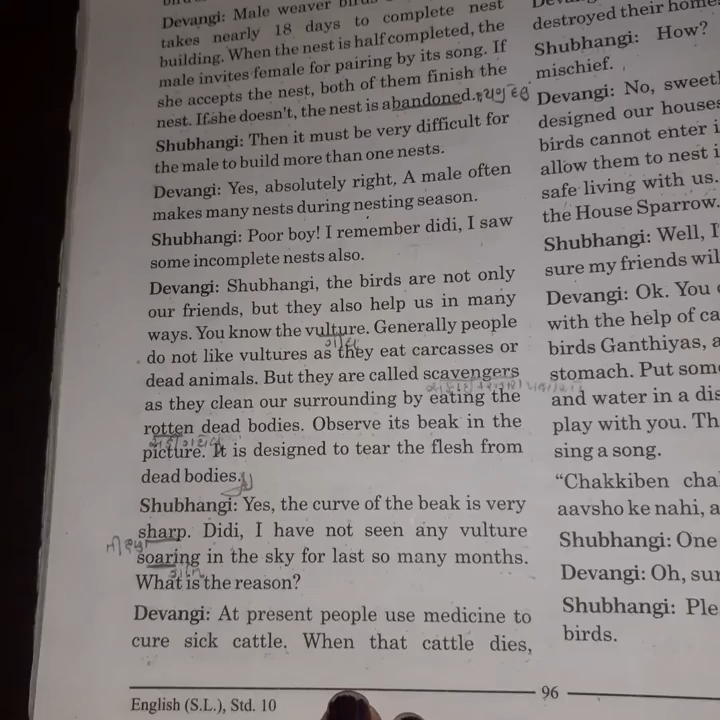 Devangi: Male weaver
takes nearly 18 days to complete nest
building. When the nest is half completed, the
male invites female for pairing by its song. If
she accepts the nest, both of them finish the
nest. If she doesn't, the nest is abandoned.
Shubhangi: Then it must be very difficult for
the male to build more than one nests.
Devangi: Yes, absolutely right, A male often
makes many nests during nesting season.
Shubhangi: Poor boy! I remember didi, I saw
some incomplete nests also.
Devangi: Shubhangi, the birds are not only
our friends, but they also help us in many
ways. You know the vulture. Generally people
ગીધ
do not like vultures as they eat carcasses or
dead animals. But they are called scavengers
as they clean our surrounding by eating the
rotten dead bodies. Observe its beak in the
picture. It is designed to tear the flesh from
dead bodies.
Shubhangi: Yes, the curve of the beak is very
sharp. Didi, I have not seen any vulture
soaring in the sky for last so many months.
What is the reason?
Devangi: At present people use medicine to
cure sick cattle. When that cattle dies,
English (S.L.), Std. 10
96
destroyed their home
Shubhangi: How?
mischief.
Devangi: No,
designed our houses
birds cannot enter
allow them to nest
safe living with us.
the House Sparrow.
Shubhangi: Well,
sure my friends
Devangi: Ok. You
with the help of
birds Ganthiyas,
stomach. Put
and water in a
play with you.
sing a song.
"Chakkiben
aavsho ke nahi,
Shubhangi: One
Devangi: Oh,
Shubhangi:
birds.